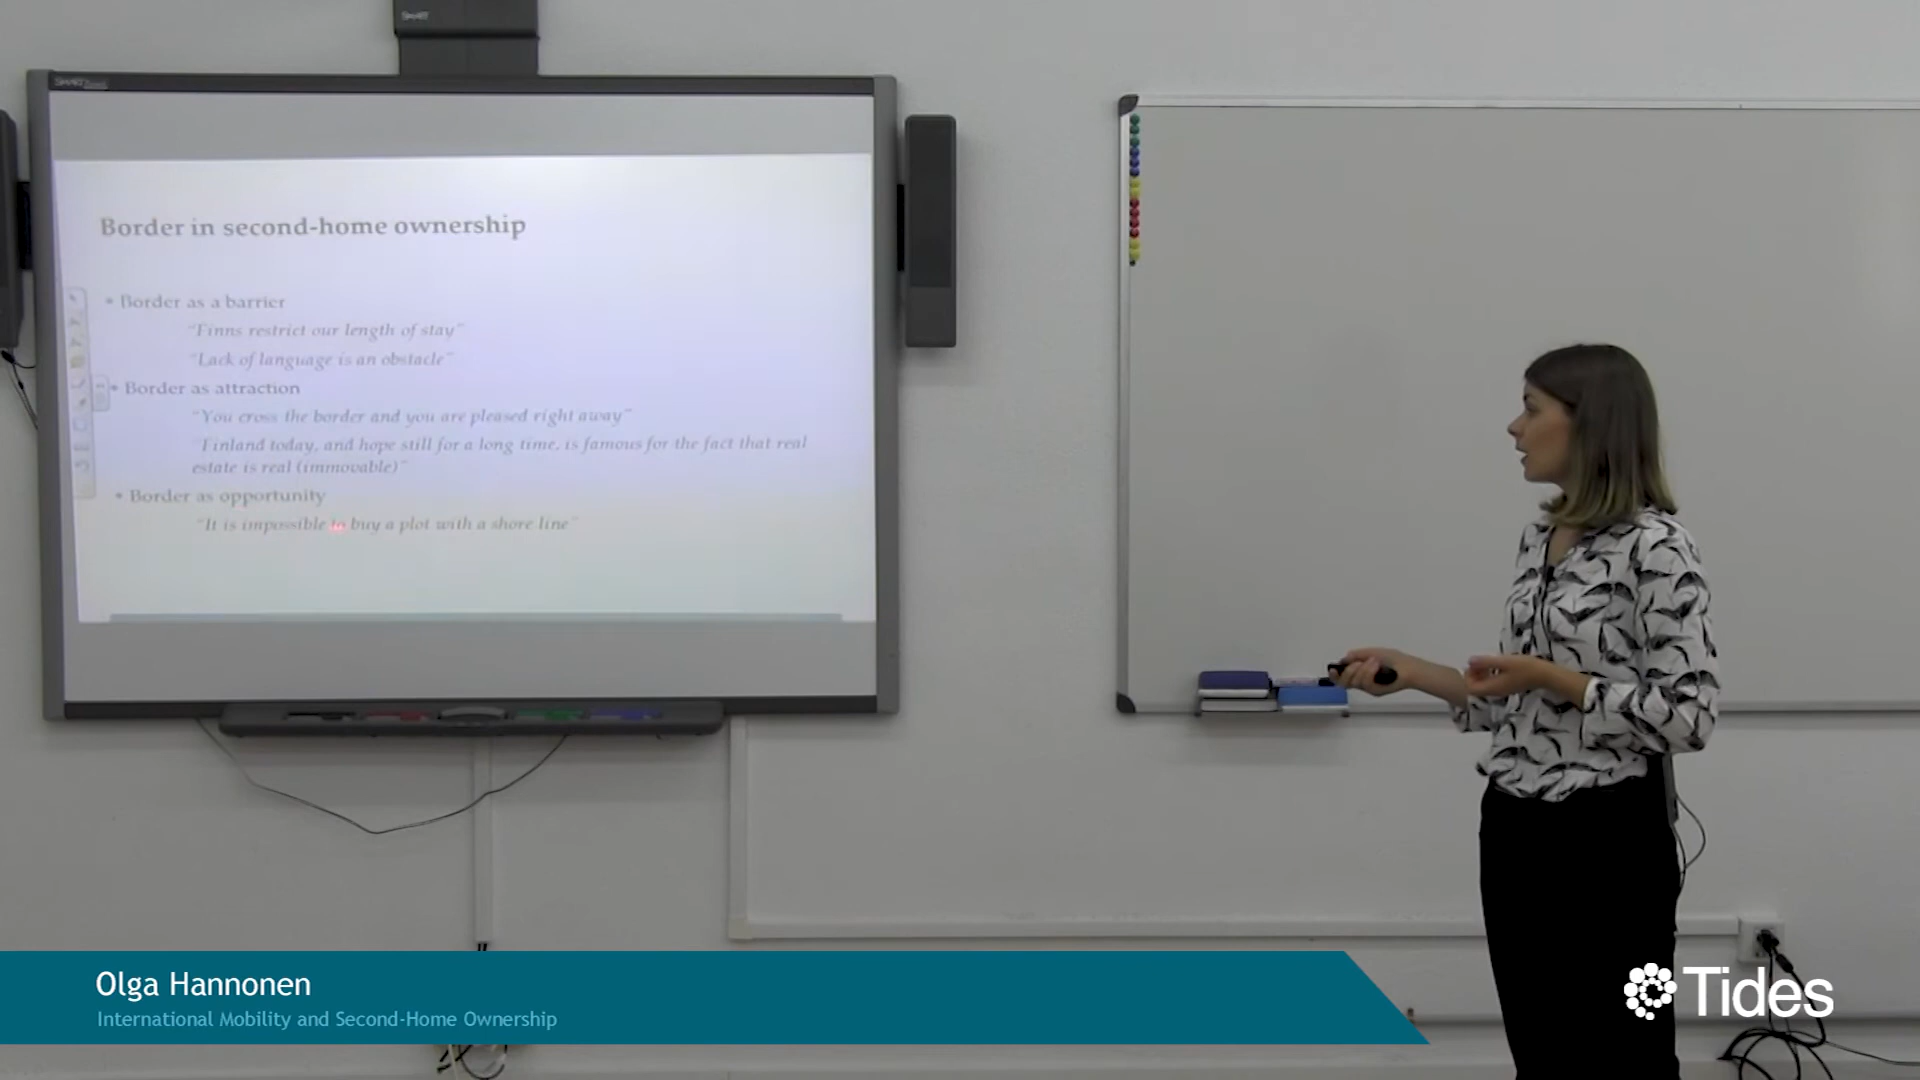 SMART
SMART Board
Border in second-home ownership
• Border as a barrier
"Finns restrict our length of stay"
"Lack of language is an obstacle"
• Border as attraction
"You cross the border and you are pleased right away"
"Finland today, and hope still for a long time, is famous for the fact that real
estate is real (immovable)"
• Border as opportunity
"It is impossible to buy a plot with a shore line"
Olga Hannonen
International Mobility and Second-Home Ownership
Tides